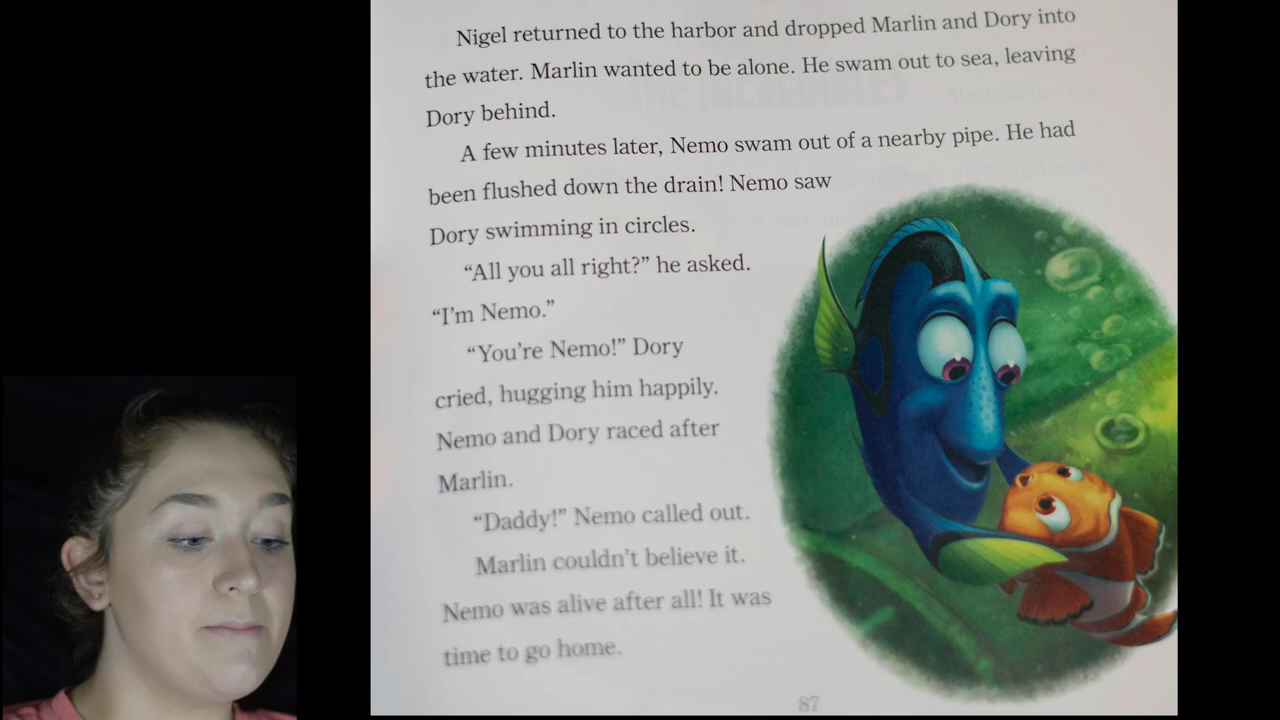 Nigel returned to the harbor and dropped Marlin and Dory into
the water. Marlin wanted to be alone. He swam out to sea, leaving
Dory behind.
A few minutes later, Nemo swam out of a nearby pipe. He had
been flushed down the drain! Nemo saw
Dory swimming in circles.
“All you all right?” he asked.
“I’m Nemo.”
“You’re Nemo!” Dory
cried, hugging him happily.
Nemo and Dory raced after
Marlin.
“Daddy!” Nemo called out.
Marlin couldn’t believe it.
Nemo was alive after all! It was
time to go home.
87